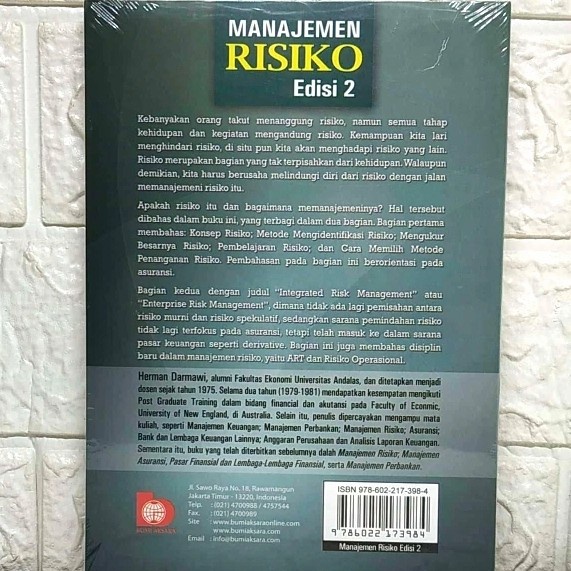 MANAJEMEN
RISIKO
Edisi 2
Kebanyakan orang takut menanggung risiko, namun semua tahap
kehidupan dan kegiatan mengandung risiko. Kemampuan kita lari
menghindari risiko, di situ pun kita akan menghadapi risiko yang lain.
Risiko merupakan bagian yang tak terpisahkan dari kehidupan. Walaupun
demikian, kita harus berusaha melindungi diri dari risiko dengan jalan
memanajemeni risiko itu.
Apakah risiko itu dan bagaimana memanajemeninya? Hal tersebut
dibahas dalam buku ini, yang terbagi dalam dua bagian. Bagian pertama
membahas: Konsep Risiko; Metode Mengidentifikasi Risiko; Mengukur
Besarnya Risiko; Pembelajaran Risiko; dan Cara Memilih Metode
Penanganan Risiko. Pembahasan pada bagian ini berorientasi pada
asuransi.
Bagian kedua dengan judul "Integrated Risk Management" atau
"Enterprise Risk Management", dimana tidak ada lagi pemisahan antara
risiko murni dan risiko spekulatif, sedangkan sarana pemindahan risiko
tidak lagi terfokus pada asuransi, tetapi telah masuk ke dalam sarana
pasar keuangan seperti derivative. Bagian ini juga membahas disiplin
baru dalam manajemen risiko, yaitu ART dan Risiko Operasional.
Herman Darmawi, alumni Fakultas Ekonomi Universitas Andalas, dan ditetapkan menjadi
dosen sejak tahun 1975. Selama dua tahun (1979-1981) mendapatkan kesempatan mengikuti
Post Graduate Training dalam bidang financial dan akutansi pada Faculty of Econmic,
University of New England, di Australia. Selain itu, penulis dipercayakan mengampu mata
kuliah, seperti Manajemen Keuangan; Manajemen Perbankan; Manajemen Risiko; Asuransi;
Bank dan Lembaga Keuangan Lainnya; Anggaran Perusahaan dan Analisis Laporan Keuangan.
Sementara itu, buku yang telah diterbitkan sebelumnya dalah Manajemen Risiko; Manajemen
Asuransi, Pasar Finansial dan Lembaga-Lembaga Finansial, serta Manajemen Perbankan.
BUMI AKSARA
Jl. Sawo Raya No. 18, Rawamangun
Jakarta Timur - 13220, Indonesia
Telp. : (021) 4700988 / 4757544
Fax. : (021) 4700989
Site : www.bumiaksaraonline.com
www.bumiaksara.com
Email : info@bumiaksara.com
ISBN 978-602-217-398-4
9 786022 173984
Manajemen Risiko Edisi 2